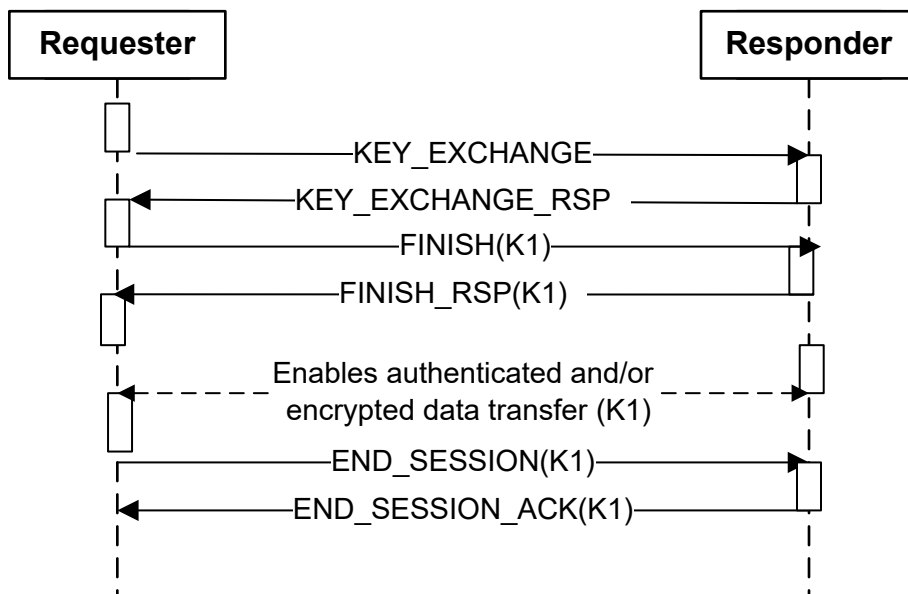 Requester
Responder
KEY_EXCHANGE
KEY_EXCHANGE_RSP
FINISH(K1)
FINISH_RSP(K1)
Enables authenticated and/or
encrypted data transfer (K1)
END_SESSION(K1)
END_SESSION_ACK(K1)